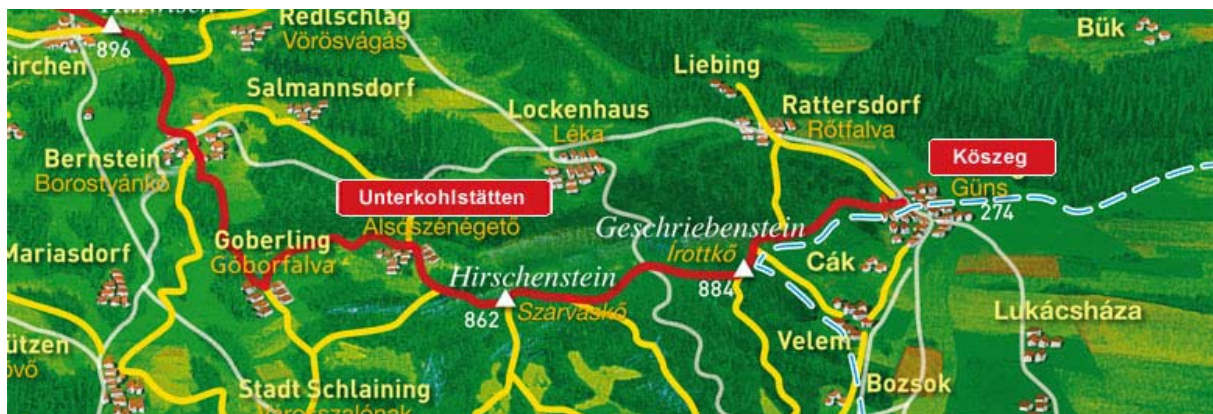 Redlschlag
Vörösvágás
896
kirchen
Bük
Liebing
Salmannsdorf
Lockenhaus
Léka
Rattersdorf
Rőtfalva
Bernstein
Borostyánkő
Köszeg
Güns
274
Unterkohlstätten
Alsószénégető
Mariasdorf
Goberling
Góborfalva
Geschriebenstein
Írottkő
884
Cák
Hirschenstein
862
Szarvaskő
Lukácsháza
Velem
ützen
Bozsok
Stadt Schlaining